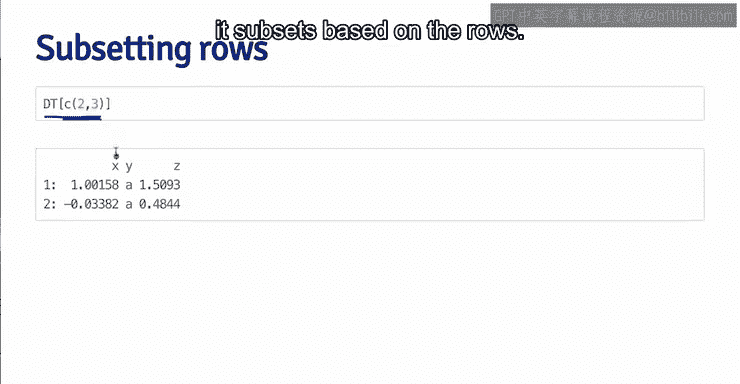 it subsets based on the rows.
Subsetting rows
DT[c(2,3)]
x y z
1: 1.00158 a 1.5093
2: -0.03382 a 0.4844